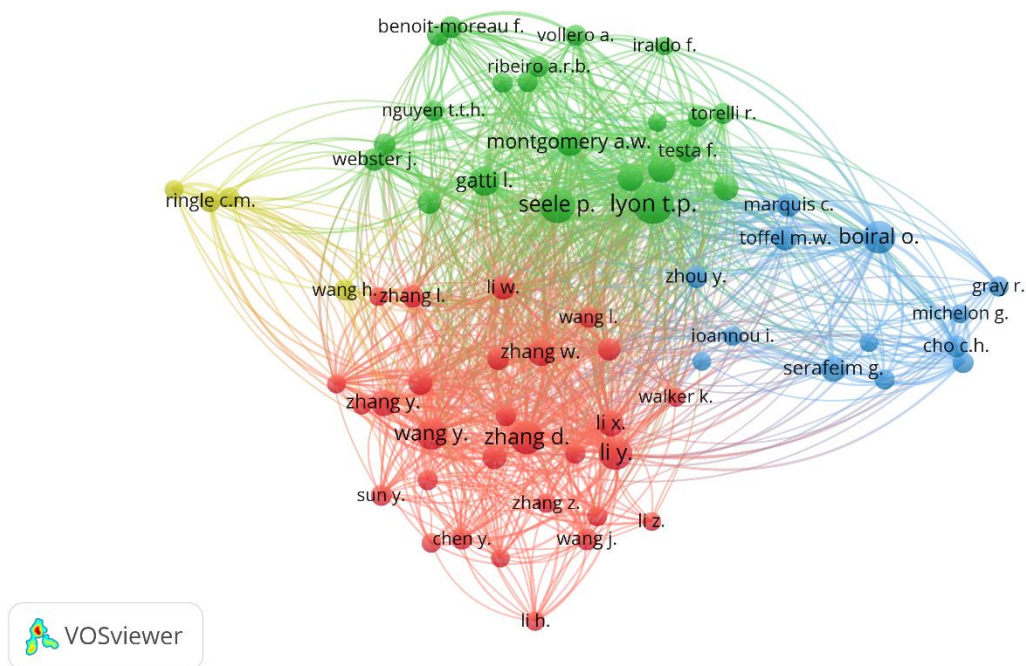 benoit-moreau f.
vollero a.
iraldo f.
ribeiro a.r.b.
nguyen t.t.h.
torelli r.
montgomery a.w.
testa f.
webster j.
gatti l.
ringle c.m.
seele p.
lyon t.p.
marquis c.
toffel m.w.
boiral o.
zhou y.
gray r.
wang h.
zhang l.
li w.
michelon g.
wang l.
ioannou i.
cho c.h.
zhang w.
serafeim g.
walker k.
zhang y.
li x.
wang y.
zhang d.
li y.
sun y.
zhang z.
li z.
chen y.
wang j.
li h.
VOSviewer